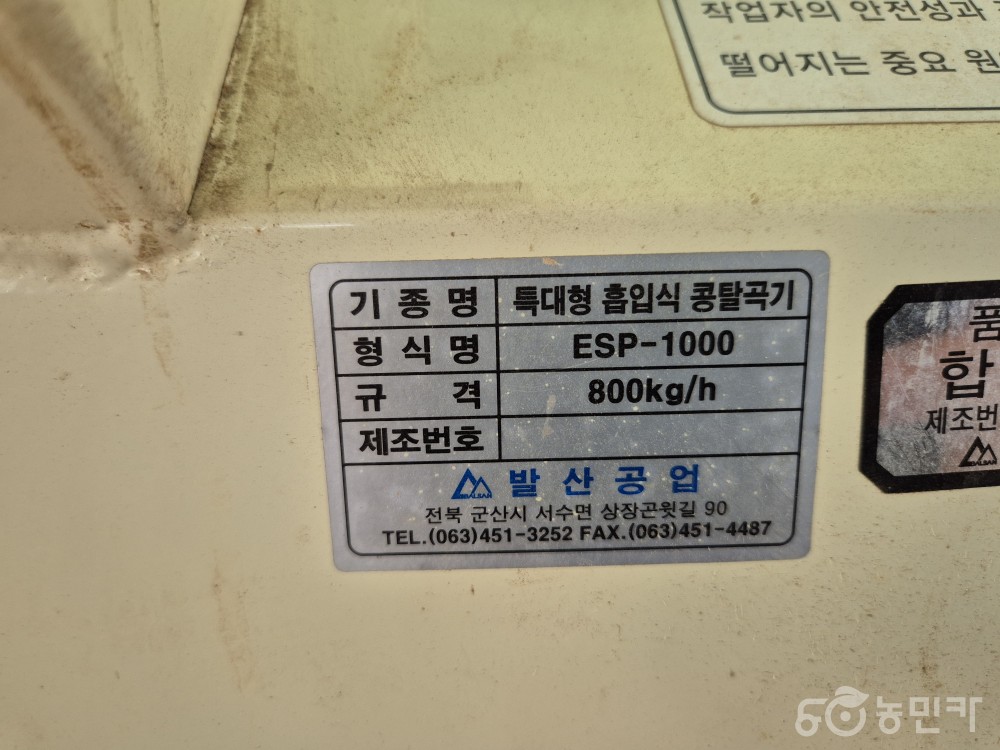 작업자의 안전성과
떨어지는 중요 원
기종명 특대형 흡입식 콩탈곡기
형식명 ESP-1000
규격 800kg/h
제조번호
BALSAN 발산공업
전북 군산시 서수면 상장곤윗길 90
TEL.(063)451-3252 FAX.(063)451-4487
품
합
제조번
농민카